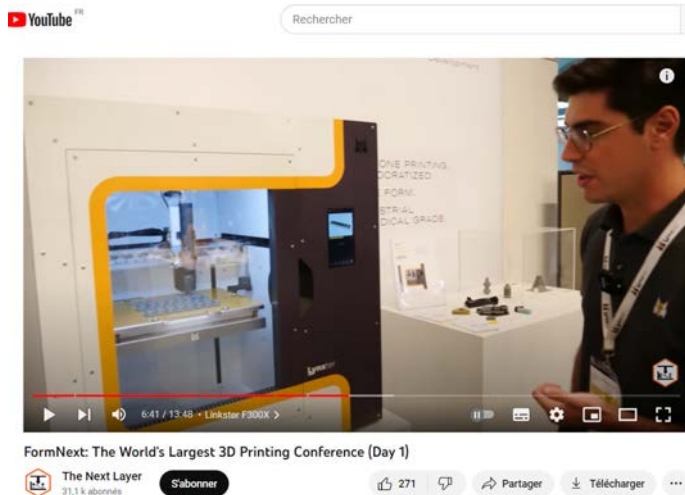 YouTube FR
Rechercher
ONE PRINTING.
OCRATIZED.
FORM.
STRIAL
DICAL GRADE.
Lynxter
6:41 / 13:48 • Linkster F300X >
FormNext: The World's Largest 3D Printing Conference (Day 1)
The Next Layer
31,1 k abonnés
S'abonner
271
Partager
Télécharger